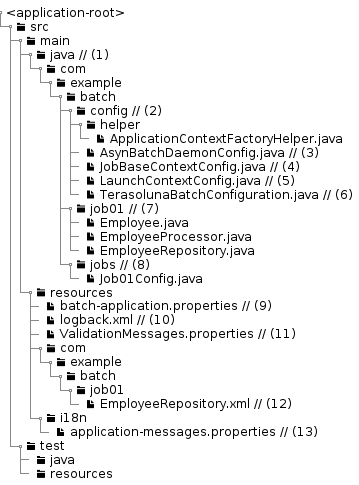 <application-root>
src
main
java // (1)
com
example
batch
config // (2)
helper
ApplicationContextFactoryHelper.java
AsynBatchDaemonConfig.java // (3)
JobBaseContextConfig.java // (4)
LaunchContextConfig.java // (5)
TerasolunaBatchConfiguration.java // (6)
job01 // (7)
Employee.java
EmployeeProcessor.java
EmployeeRepository.java
jobs // (8)
Job01Config.java
resources
batch-application.properties // (9)
logback.xml // (10)
ValidationMessages.properties // (11)
com
example
batch
job01
EmployeeRepository.xml // (12)
i18n
application-messages.properties // (13)
test
java
resources